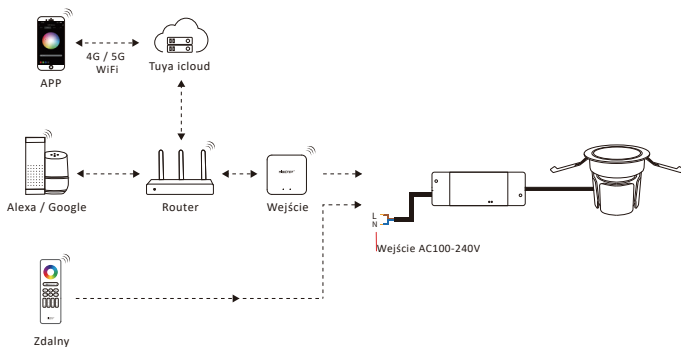 4G / 5G
WiFi
APP
Tuya icloud
Alexa / Google
Router
Wejście
L
N
Wejście AC100-240V
Zdalny